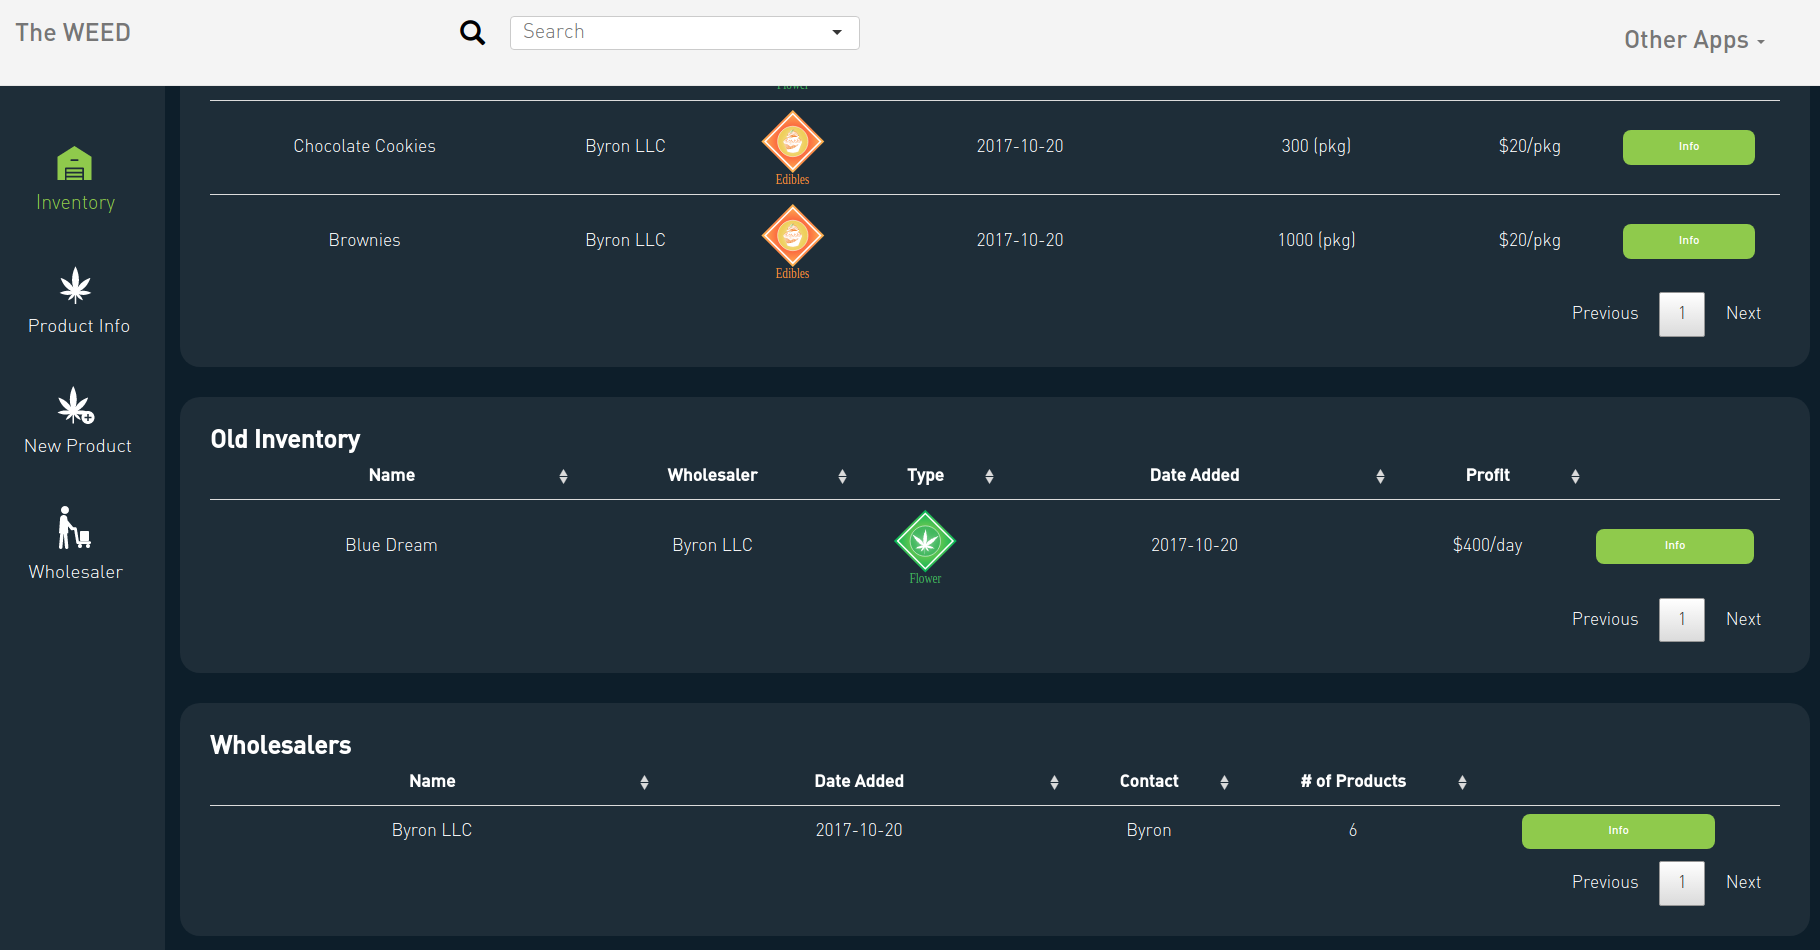 The WEED
Search
Other Apps
Flower
Chocolate Cookies Byron LLC 2017-10-20 300 (pkg) $20/pkg Info
Edibles
Brownies Byron LLC 2017-10-20 1000 (pkg) $20/pkg Info
Edibles
Previous 1 Next
Inventory
Product Info
New Product
Wholesaler
Old Inventory
Name Wholesaler Type Date Added Profit
Blue Dream Byron LLC 2017-10-20 $400/day Info
Flower
Previous 1 Next
Wholesalers
Name Date Added Contact # of Products
Byron LLC 2017-10-20 Byron 6 Info
Previous 1 Next